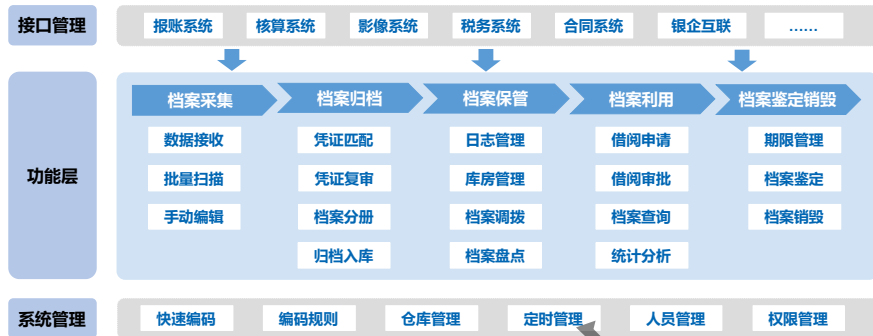 接口管理
报账系统 核算系统 影像系统 税务系统 合同系统 银企互联 ……
功能层
档案采集 档案归档 档案保管 档案利用 档案鉴定销毁
数据接收 凭证匹配 日志管理 借阅申请 期限管理
批量扫描 凭证复审 库房管理 借阅审批 档案鉴定
手动编辑 档案分册 档案调拨 档案查询 档案销毁
归档入库 档案盘点 统计分析
系统管理
快速编码 编码规则 仓库管理 定时管理 人员管理 权限管理